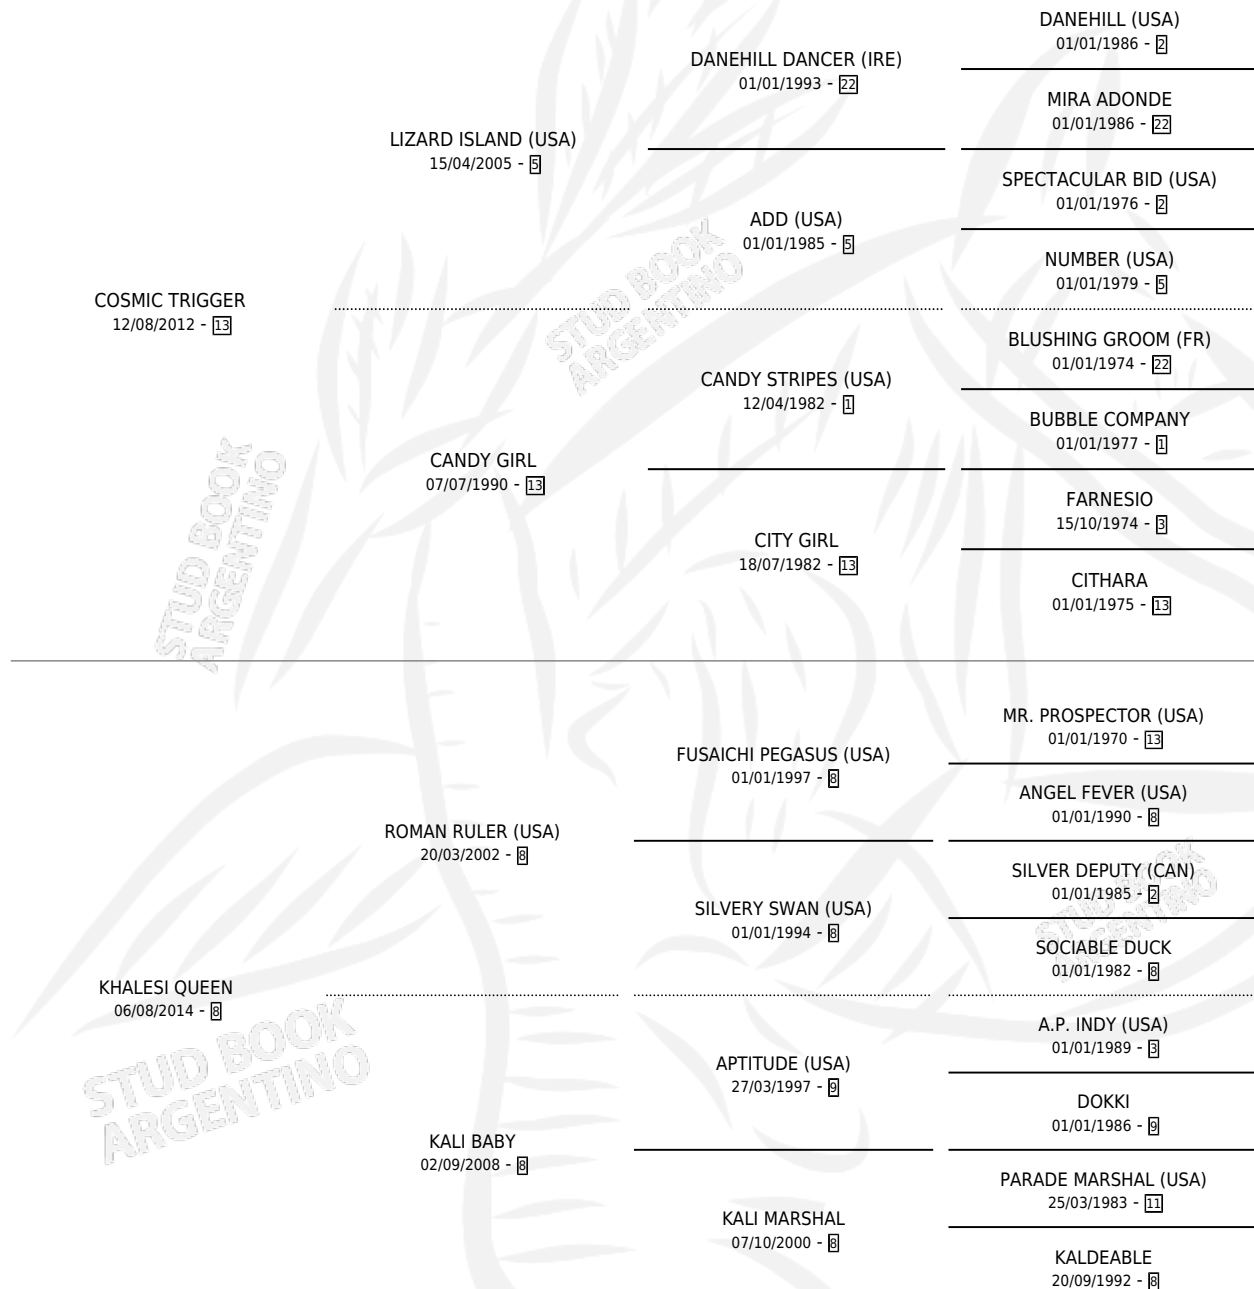 DANEHILL (USA)
01/01/1986 - 2
DANEHILL DANCER (IRE)
01/01/1993 - 22
MIRA ADONDE
01/01/1986 - 22
LIZARD ISLAND (USA)
15/04/2005 - 5
SPECTACULAR BID (USA)
01/01/1976 - 2
ADD (USA)
01/01/1985 - 5
NUMBER (USA)
01/01/1979 - 5
COSMIC TRIGGER
12/08/2012 - 13
STUD BOOK
ARGENTINO
BLUSHING GROOM (FR)
01/01/1974 - 22
CANDY STRIPES (USA)
12/04/1982 - 1
BUBBLE COMPANY
01/01/1977 - 1
CANDY GIRL
07/07/1990 - 13
FARNESIO
15/10/1974 - 3
CITY GIRL
18/07/1982 - 13
CITHARA
01/01/1975 - 13
STUD BOOK
ARGENTINO
MR. PROSPECTOR (USA)
01/01/1970 - 13
FUSAICHI PEGASUS (USA)
01/01/1997 - 8
ANGEL FEVER (USA)
01/01/1990 - 8
ROMAN RULER (USA)
20/03/2002 - 8
SILVER DEPUTY (CAN)
01/01/1985 - 2
SILVERY SWAN (USA)
01/01/1994 - 8
STUD BOOK
ARGENTINO
SOCIABLE DUCK
01/01/1982 - 8
KHALESI QUEEN
06/08/2014 - 8
STUD BOOK
ARGENTINO
A.P. INDY (USA)
01/01/1989 - 3
APTITUDE (USA)
27/03/1997 - 9
DOKKI
01/01/1986 - 9
KALI BABY
02/09/2008 - 8
PARADE MARSHAL (USA)
25/03/1983 - 11
KALI MARSHAL
07/10/2000 - 8
KALDEABLE
20/09/1992 - 8